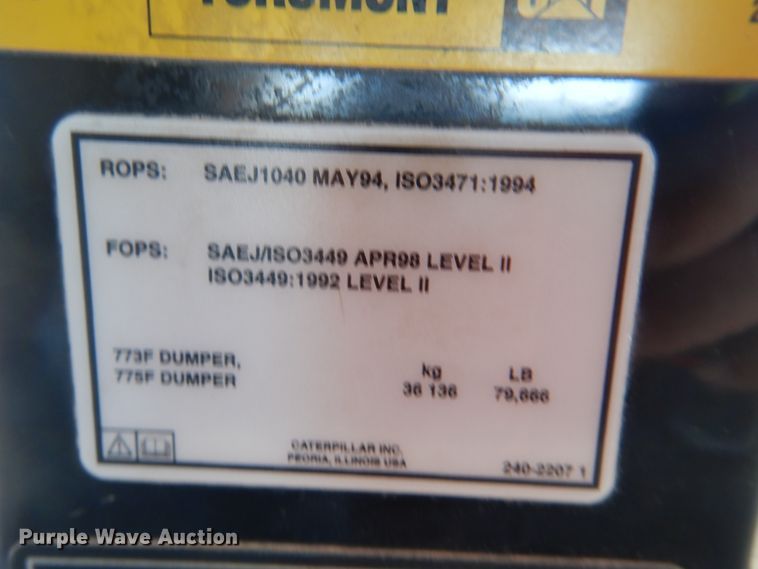 TOROMONT
ROPS: SAEJ1040 MAY94, ISO3471:1994
FOPS: SAEJ/ISO3449 APR98 LEVEL II
ISO3449:1992 LEVEL II
773F DUMPER,
775F DUMPER
kg LB
36 136 79,666
CATERPILLAR INC.
PEORIA, ILLINOIS USA
240-2207 1
Purple Wave Auction